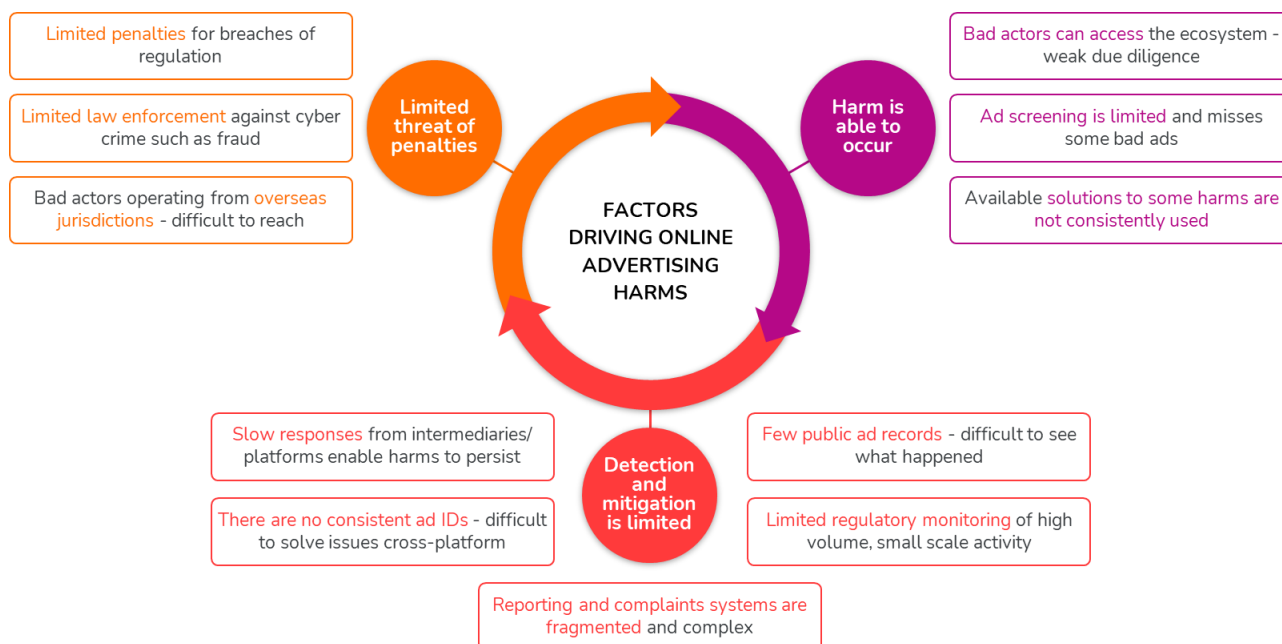 Limited penalties for breaches of
regulation
Limited law enforcement against cyber
crime such as fraud
Bad actors operating from overseas
jurisdictions - difficult to reach
Limited
threat of
penalties
Harm is
able to
occur
Bad actors can access the ecosystem -
weak due diligence
Ad screening is limited and misses
some bad ads
Available solutions to some harms are
not consistently used
FACTORS
DRIVING ONLINE
ADVERTISING
HARMS
Slow responses from intermediaries/
platforms enable harms to persist
There are no consistent ad IDs - difficult
to solve issues cross-platform
Detection
and
mitigation
is limited
Few public ad records - difficult to see
what happened
Limited regulatory monitoring of high
volume, small scale activity
Reporting and complaints systems are
fragmented and complex